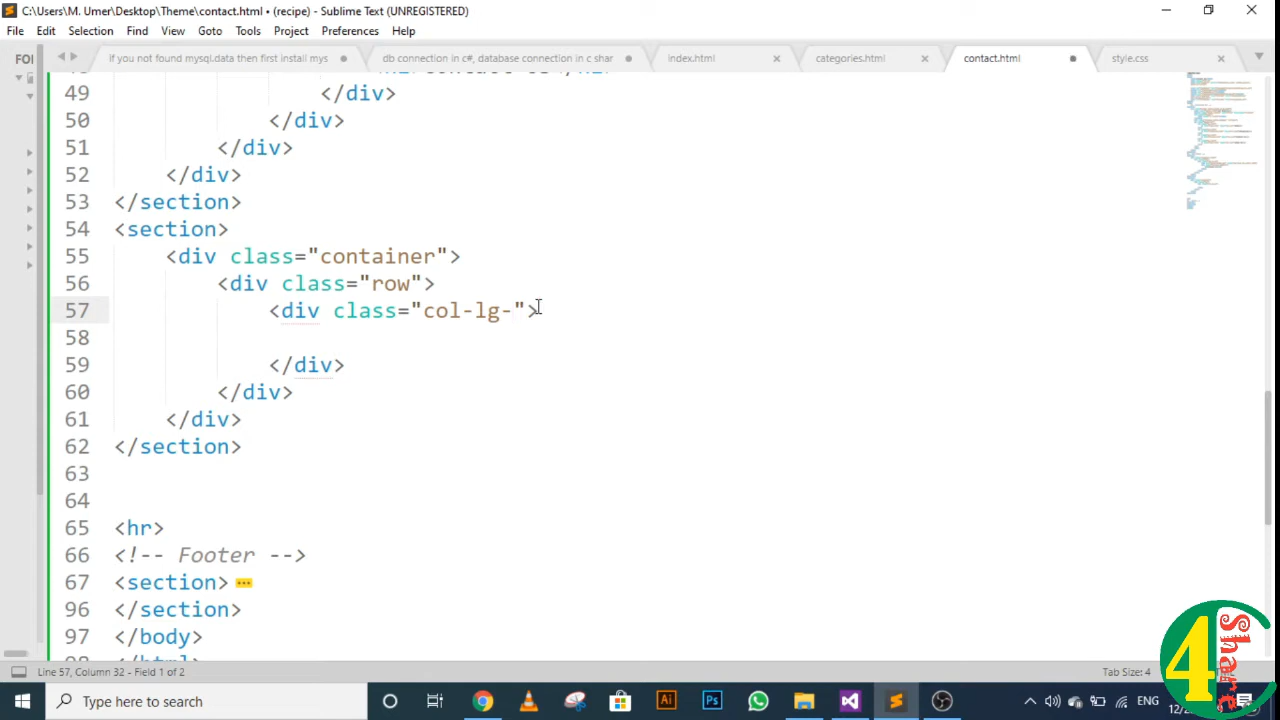 C:\Users\M. Umer\Desktop\Theme\contact.html • (recipe) - Sublime Text (UNREGISTERED)
File Edit Selection Find View Goto Tools Project Preferences Help
if you not found mysql.data then first install mys
db connection in c#, database connection in c shar
index.html
categories.html
contact.html
style.css
49 </div>
50 </div>
51 </div>
52 </div>
53 </section>
54 <section>
55 <div class="container">
56 <div class="row">
57 <div class="col-lg-">
58
59 </div>
60 </div>
61 </div>
62 </section>
63
64
65 <hr>
66 <!-- Footer -->
67 <section>
96 </section>
97 </body>
Line 57, Column 32 - Field 1 of 2
Tab Size: 4
Type here to search
ENG
4 Share